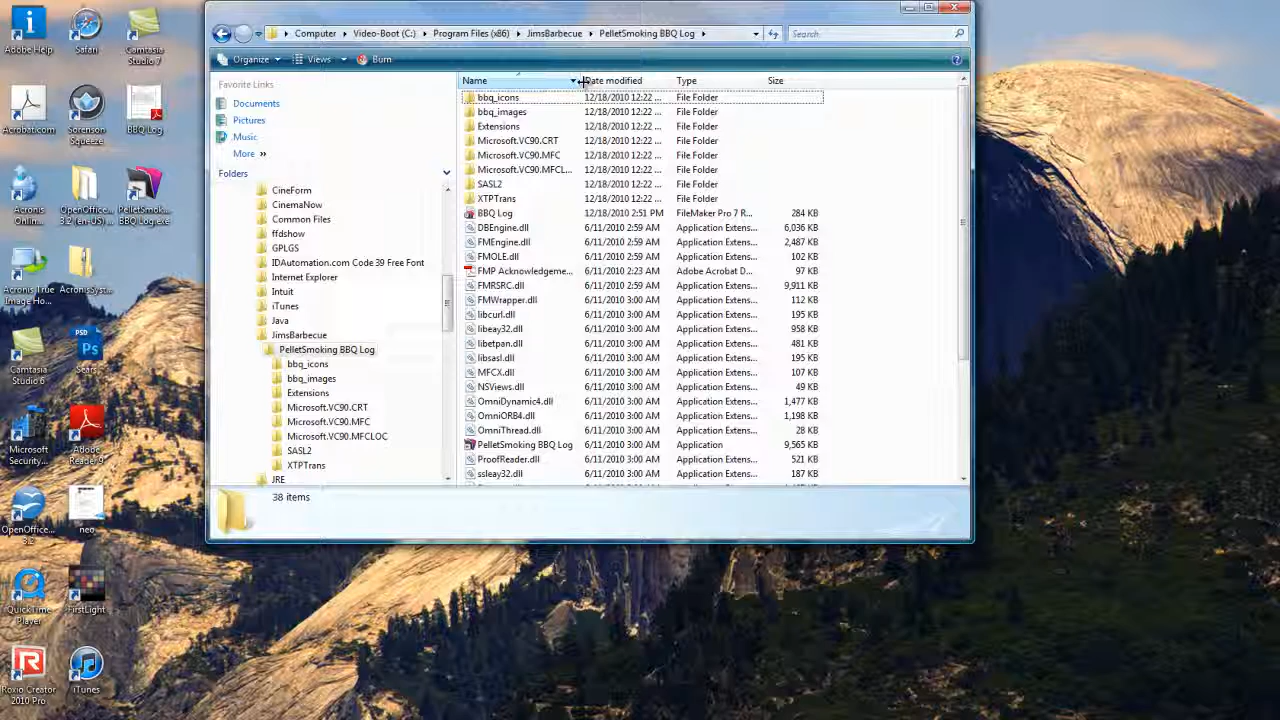 Adobe Help
Safari
Camtasia
Studio 7
Acrobat.com
Sorenson
Squeeze
BBQ Log
Acronis
Online...
OpenOffice...
3.2 (en-US) ...
PelletSmok...
BBQ Log.exe
Acronis True
Image Ho...
AcronisSyst...
Camtasia
Studio 6
Sears
Microsoft
Security...
Adobe
Reader 9
OpenOffice...
3.2
neo
QuickTime
Player
FirstLight
Roxio Creator
2010 Pro
iTunes
Computer
Video-Boot (C:)
Program Files (x86)
JimsBarbecue
PelletSmoking BBQ Log
Search
Organize
Views
Burn
Favorite Links
Documents
Pictures
Music
More »
Folders
CineForm
CinemaNow
Common Files
ffdshow
GPLGS
IDAutomation.com Code 39 Free Font
Internet Explorer
Intuit
iTunes
Java
JimsBarbecue
PelletSmoking BBQ Log
bbq_icons
bbq_images
Extensions
Microsoft.VC90.CRT
Microsoft.VC90.MFC
Microsoft.VC90.MFCLOC
SASL2
XTPTrans
JRE
Name Date modified Type Size
bbq_icons 12/18/2010 12:22 ... File Folder
bbq_images 12/18/2010 12:22 ... File Folder
Extensions 12/18/2010 12:22 ... File Folder
Microsoft.VC90.CRT 12/18/2010 12:22 ... File Folder
Microsoft.VC90.MFC 12/18/2010 12:22 ... File Folder
Microsoft.VC90.MFCL... 12/18/2010 12:22 ... File Folder
SASL2 12/18/2010 12:22 ... File Folder
XTPTrans 12/18/2010 12:22 ... File Folder
BBQ Log 12/18/2010 2:51 PM FileMaker Pro 7 R... 284 KB
DBEngine.dll 6/11/2010 2:59 AM Application Extens... 6,036 KB
FMEngine.dll 6/11/2010 2:59 AM Application Extens... 2,487 KB
FMOLE.dll 6/11/2010 2:59 AM Application Extens... 102 KB
FMP Acknowledgeme... 6/11/2010 2:23 AM Adobe Acrobat D... 97 KB
FMRSRC.dll 6/11/2010 2:59 AM Application Extens... 9,911 KB
FMWrapper.dll 6/11/2010 3:00 AM Application Extens... 112 KB
libcurl.dll 6/11/2010 3:00 AM Application Extens... 195 KB
libeay32.dll 6/11/2010 3:00 AM Application Extens... 958 KB
libetpan.dll 6/11/2010 3:00 AM Application Extens... 481 KB
libsasl.dll 6/11/2010 3:00 AM Application Extens... 195 KB
MFCX.dll 6/11/2010 3:00 AM Application Extens... 107 KB
NSViews.dll 6/11/2010 3:00 AM Application Extens... 49 KB
OmniDynamic4.dll 6/11/2010 3:00 AM Application Extens... 1,477 KB
OmniORB4.dll 6/11/2010 3:00 AM Application Extens... 1,198 KB
OmniThread.dll 6/11/2010 3:00 AM Application Extens... 28 KB
PelletSmoking BBQ Log 6/11/2010 3:00 AM Application 9,565 KB
ProofReader.dll 6/11/2010 3:00 AM Application Extens... 521 KB
ssleay32.dll 6/11/2010 3:00 AM Application Extens... 187 KB
38 items